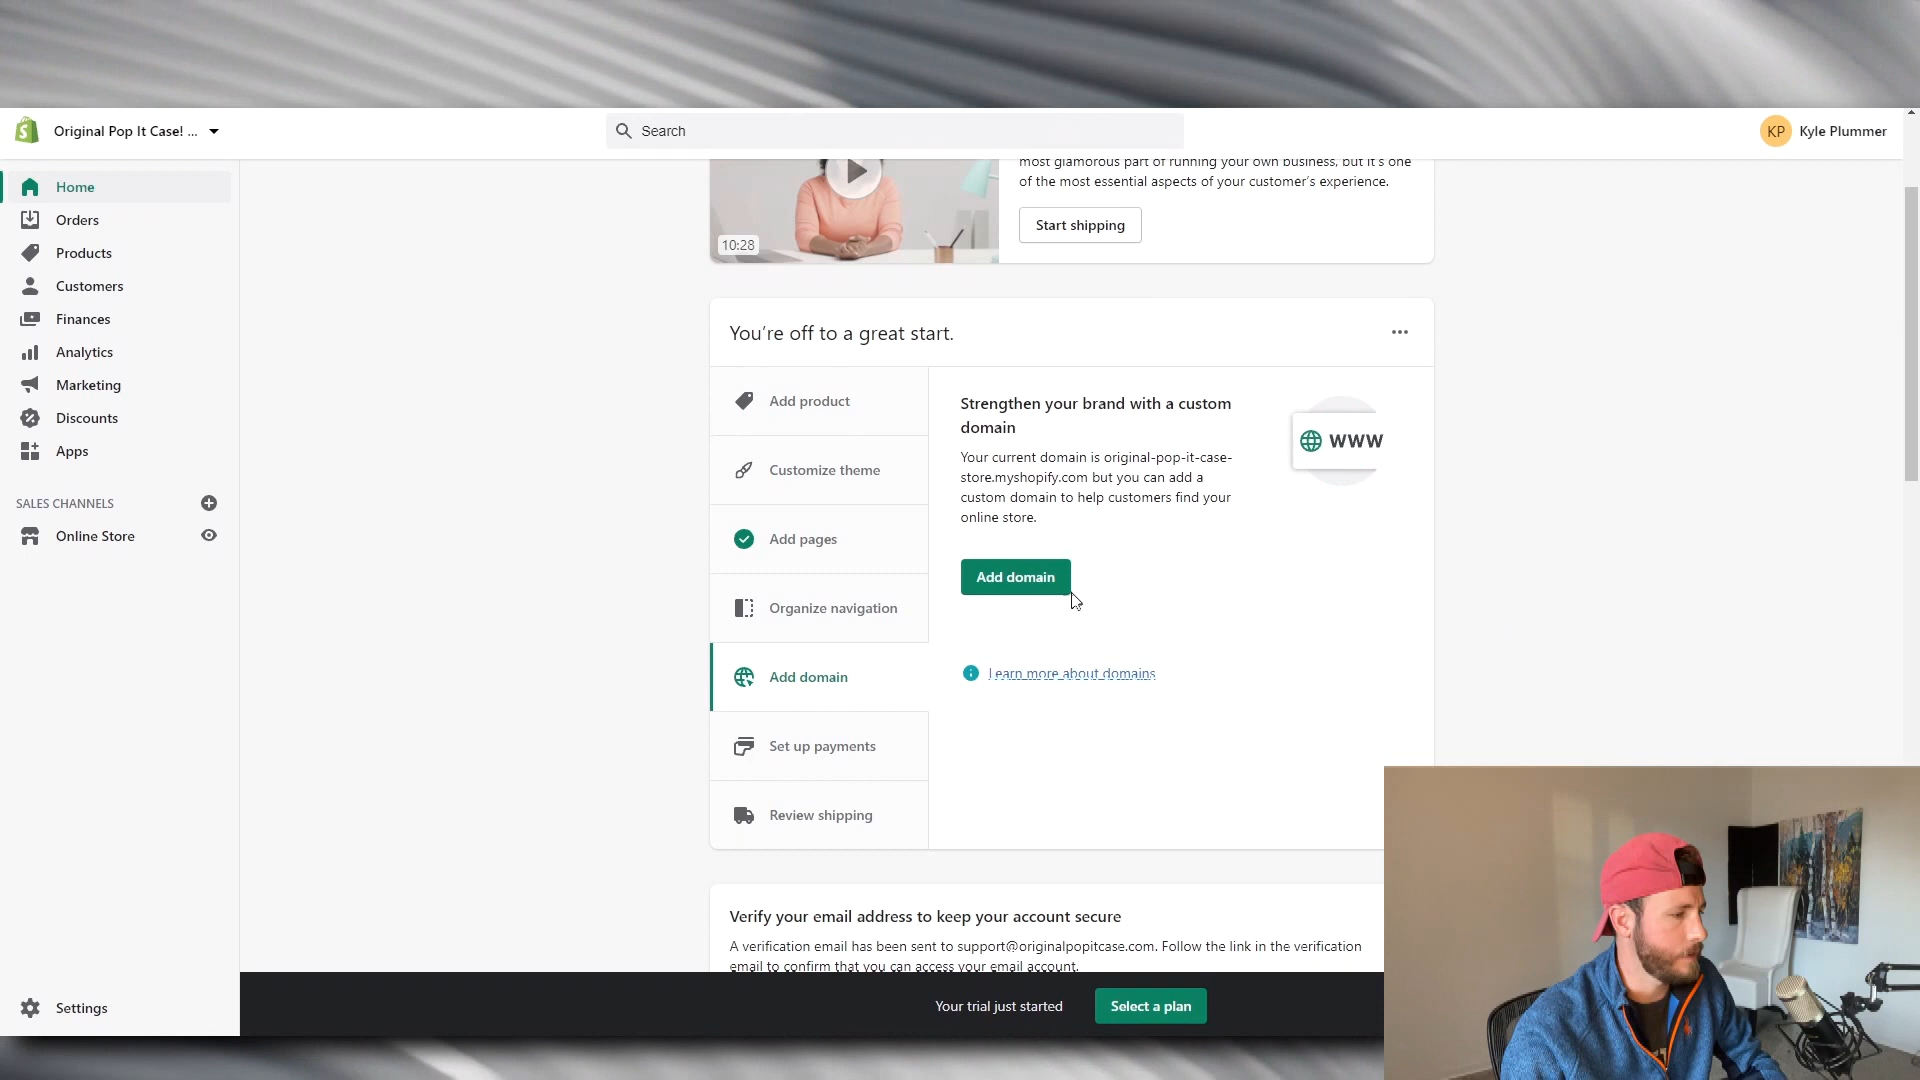 Original Pop It Case! ...
Search
KP
Kyle Plummer
Home
Orders
Products
Customers
Finances
Analytics
Marketing
Discounts
Apps
SALES CHANNELS
Online Store
Settings
most glamorous part of running your own business, but it's one
of the most essential aspects of your customer's experience.
Start shipping
10:28
You're off to a great start.
Add product
Customize theme
Add pages
Organize navigation
Add domain
Set up payments
Review shipping
Strengthen your brand with a custom
domain
Your current domain is original-pop-it-case-
store.myshopify.com but you can add a
custom domain to help customers find your
online store.
WWW
Add domain
Learn more about domains
Verify your email address to keep your account secure
A verification email has been sent to support@originalpopitcase.com. Follow the link in the verification
email to confirm that you can access your email account.
Your trial just started
Select a plan